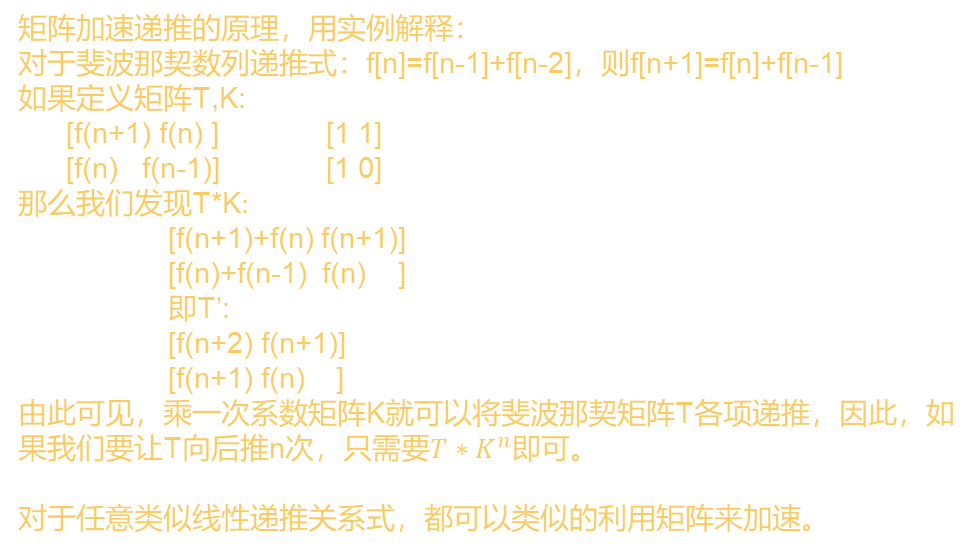 矩阵加速递推的原理，用实例解释：
对于斐波那契数列递推式：f[n]=f[n-1]+f[n-2]，则f[n+1]=f[n]+f[n-1]
如果定义矩阵T,K:
[f(n+1) f(n) ] [1 1]
[f(n) f(n-1)] [1 0]
那么我们发现T*K:
[f(n+1)+f(n) f(n+1)]
[f(n)+f(n-1) f(n) ]
即T’:
[f(n+2) f(n+1)]
[f(n+1) f(n) ]
由此可见，乘一次系数矩阵K就可以将斐波那契矩阵T各项递推，因此，如
果我们要让T向后推n次，只需要T * Kⁿ即可。
对于任意类似线性递推关系式，都可以类似的利用矩阵来加速。